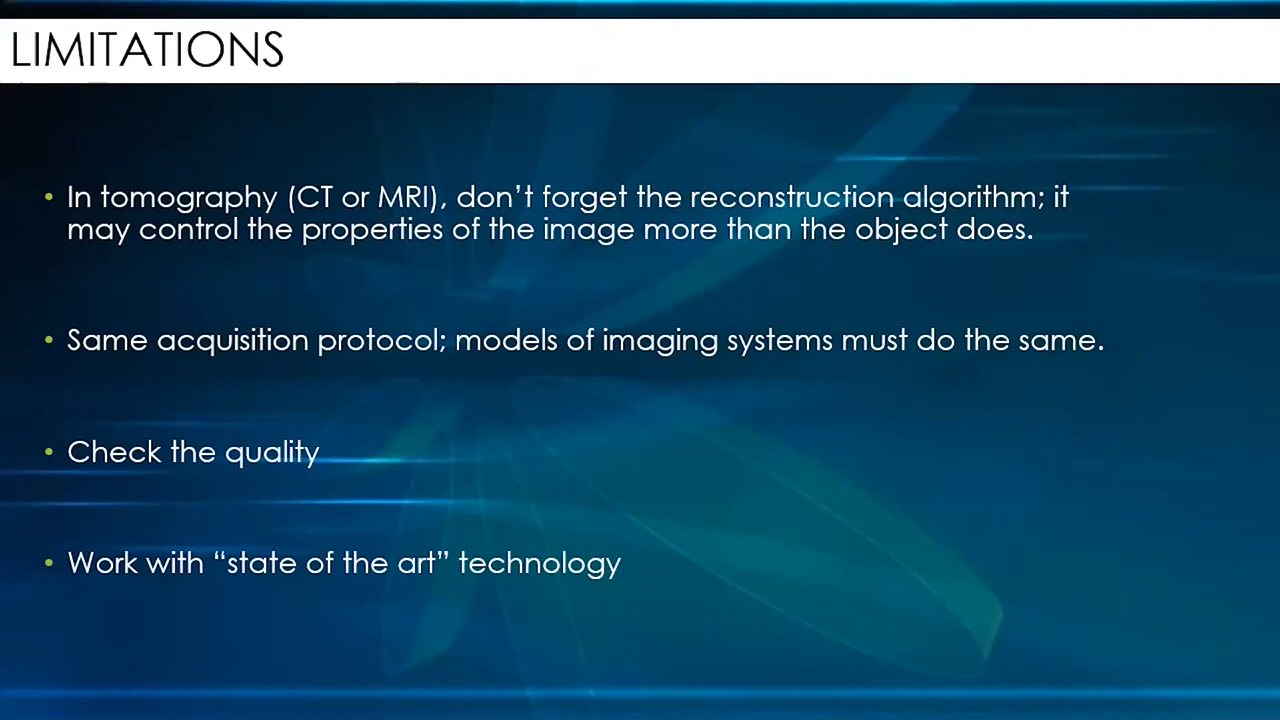 LIMITATIONS
• In tomography (CT or MRI), don’t forget the reconstruction algorithm; it
may control the properties of the image more than the object does.
• Same acquisition protocol; models of imaging systems must do the same.
• Check the quality
• Work with “state of the art” technology